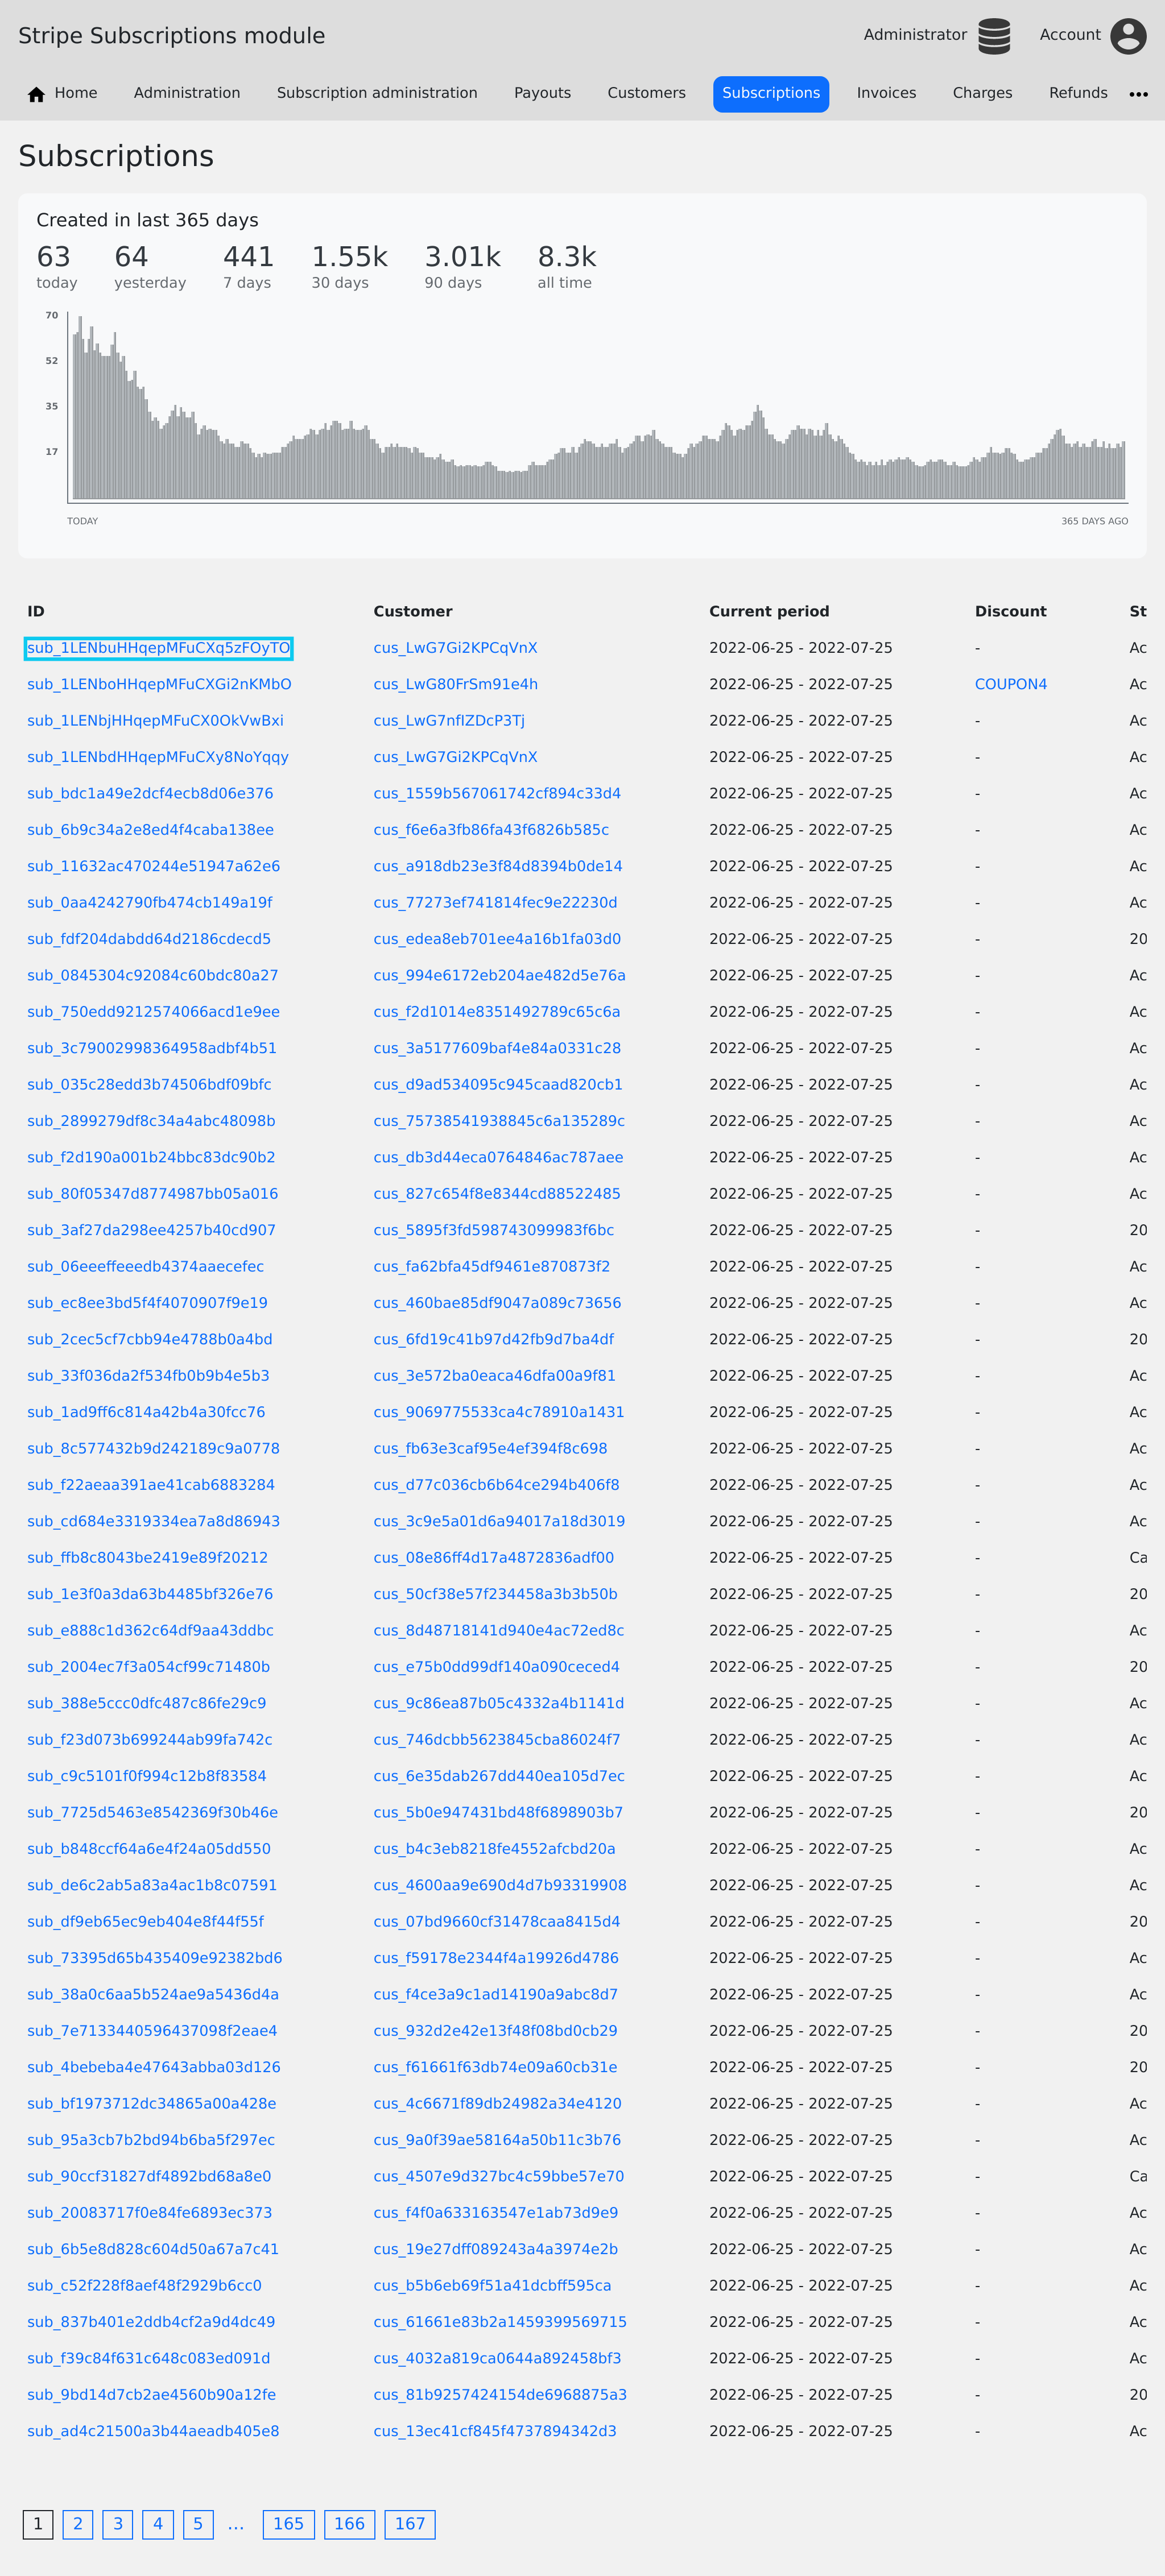 Stripe Subscriptions module
Administrator Account
Home Administration Subscription administration Payouts Customers Subscriptions Invoices Charges Refunds
Subscriptions
Created in last 365 days
63 64 441 1.55k 3.01k 8.3k
today yesterday 7 days 30 days 90 days all time
70
52
35
17
TODAY 365 DAYS AGO
ID Customer Current period Discount St
sub_1LENbuHHqepMFuCXq5zFOyTO cus_LwG7Gi2KPCqVnX 2022-06-25 - 2022-07-25 - Ac
sub_1LENboHHqepMFuCXGi2nKMbO cus_LwG80FrSm91e4h 2022-06-25 - 2022-07-25 COUPON4 Ac
sub_1LENbjHHqepMFuCX0OkVwBxi cus_LwG7nfIZDcP3Tj 2022-06-25 - 2022-07-25 - Ac
sub_1LENbdHHqepMFuCXy8NoYqqy cus_LwG7Gi2KPCqVnX 2022-06-25 - 2022-07-25 - Ac
sub_bdc1a49e2dcf4ecb8d06e376 cus_1559b567061742cf894c33d4 2022-06-25 - 2022-07-25 - Ac
sub_6b9c34a2e8ed4f4caba138ee cus_f6e6a3fb86fa43f6826b585c 2022-06-25 - 2022-07-25 - Ac
sub_11632ac470244e51947a62e6 cus_a918db23e3f84d8394b0de14 2022-06-25 - 2022-07-25 - Ac
sub_0aa4242790fb474cb149a19f cus_77273ef741814fec9e22230d 2022-06-25 - 2022-07-25 - Ac
sub_fdf204dabdd64d2186cdecd5 cus_edea8eb701ee4a16b1fa03d0 2022-06-25 - 2022-07-25 - 20
sub_0845304c92084c60bdc80a27 cus_994e6172eb204ae482d5e76a 2022-06-25 - 2022-07-25 - Ac
sub_750edd9212574066acd1e9ee cus_f2d1014e8351492789c65c6a 2022-06-25 - 2022-07-25 - Ac
sub_3c79002998364958adbf4b51 cus_3a5177609baf4e84a0331c28 2022-06-25 - 2022-07-25 - Ac
sub_035c28edd3b74506bdf09bfc cus_d9ad534095c945caad820cb1 2022-06-25 - 2022-07-25 - Ac
sub_2899279df8c34a4abc48098b cus_75738541938845c6a135289c 2022-06-25 - 2022-07-25 - Ac
sub_f2d190a001b24bbc83dc90b2 cus_db3d44eca0764846ac787aee 2022-06-25 - 2022-07-25 - Ac
sub_80f05347d8774987bb05a016 cus_827c654f8e8344cd88522485 2022-06-25 - 2022-07-25 - Ac
sub_3af27da298ee4257b40cd907 cus_5895f3fd598743099983f6bc 2022-06-25 - 2022-07-25 - 20
sub_06eeeffeeedb4374aaecefec cus_fa62bfa45df9461e870873f2 2022-06-25 - 2022-07-25 - Ac
sub_ec8ee3bd5f4f4070907f9e19 cus_460bae85df9047a089c73656 2022-06-25 - 2022-07-25 - Ac
sub_2cec5cf7cbb94e4788b0a4bd cus_6fd19c41b97d42fb9d7ba4df 2022-06-25 - 2022-07-25 - 20
sub_33f036da2f534fb0b9b4e5b3 cus_3e572ba0eaca46dfa00a9f81 2022-06-25 - 2022-07-25 - Ac
sub_1ad9ff6c814a42b4a30fcc76 cus_9069775533ca4c78910a1431 2022-06-25 - 2022-07-25 - Ac
sub_8c577432b9d242189c9a0778 cus_fb63e3caf95e4ef394f8c698 2022-06-25 - 2022-07-25 - Ac
sub_f22aeaa391ae41cab6883284 cus_d77c036cb6b64ce294b406f8 2022-06-25 - 2022-07-25 - Ac
sub_cd684e3319334ea7a8d86943 cus_3c9e5a01d6a94017a18d3019 2022-06-25 - 2022-07-25 - Ac
sub_ffb8c8043be2419e89f20212 cus_08e86ff4d17a4872836adf00 2022-06-25 - 2022-07-25 - Ca
sub_1e3f0a3da63b4485bf326e76 cus_50cf38e57f234458a3b3b50b 2022-06-25 - 2022-07-25 - 20
sub_e888c1d362c64df9aa43ddbc cus_8d48718141d940e4ac72ed8c 2022-06-25 - 2022-07-25 - Ac
sub_2004ec7f3a054cf99c71480b cus_e75b0dd99df140a090ceced4 2022-06-25 - 2022-07-25 - 20
sub_388e5ccc0dfc487c86fe29c9 cus_9c86ea87b05c4332a4b1141d 2022-06-25 - 2022-07-25 - Ac
sub_f23d073b699244ab99fa742c cus_746dcbb5623845cba86024f7 2022-06-25 - 2022-07-25 - Ac
sub_c9c5101f0f994c12b8f83584 cus_6e35dab267dd440ea105d7ec 2022-06-25 - 2022-07-25 - Ac
sub_7725d5463e8542369f30b46e cus_5b0e947431bd48f6898903b7 2022-06-25 - 2022-07-25 - 20
sub_b848ccf64a6e4f24a05dd550 cus_b4c3eb8218fe4552afcbd20a 2022-06-25 - 2022-07-25 - Ac
sub_de6c2ab5a83a4ac1b8c07591 cus_4600aa9e690d4d7b93319908 2022-06-25 - 2022-07-25 - Ac
sub_df9eb65ec9eb404e8f44f55f cus_07bd9660cf31478caa8415d4 2022-06-25 - 2022-07-25 - 20
sub_73395d65b435409e92382bd6 cus_f59178e2344f4a19926d4786 2022-06-25 - 2022-07-25 - Ac
sub_38a0c6aa5b524ae9a5436d4a cus_f4ce3a9c1ad14190a9abc8d7 2022-06-25 - 2022-07-25 - Ac
sub_7e7133440596437098f2eae4 cus_932d2e42e13f48f08bd0cb29 2022-06-25 - 2022-07-25 - 20
sub_4bebeba4e47643abba03d126 cus_f61661f63db74e09a60cb31e 2022-06-25 - 2022-07-25 - 20
sub_bf1973712dc34865a00a428e cus_4c6671f89db24982a34e4120 2022-06-25 - 2022-07-25 - Ac
sub_95a3cb7b2bd94b6ba5f297ec cus_9a0f39ae58164a50b11c3b76 2022-06-25 - 2022-07-25 - Ac
sub_90ccf31827df4892bd68a8e0 cus_4507e9d327bc4c59bbe57e70 2022-06-25 - 2022-07-25 - Ca
sub_20083717f0e84fe6893ec373 cus_f4f0a633163547e1ab73d9e9 2022-06-25 - 2022-07-25 - Ac
sub_6b5e8d828c604d50a67a7c41 cus_19e27dff089243a4a3974e2b 2022-06-25 - 2022-07-25 - Ac
sub_c52f228f8aef48f2929b6cc0 cus_b5b6eb69f51a41dcbff595ca 2022-06-25 - 2022-07-25 - Ac
sub_837b401e2ddb4cf2a9d4dc49 cus_61661e83b2a1459399569715 2022-06-25 - 2022-07-25 - Ac
sub_f39c84f631c648c083ed091d cus_4032a819ca0644a892458bf3 2022-06-25 - 2022-07-25 - Ac
sub_9bd14d7cb2ae4560b90a12fe cus_81b9257424154de6968875a3 2022-06-25 - 2022-07-25 - 20
sub_ad4c21500a3b44aeadb405e8 cus_13ec41cf845f4737894342d3 2022-06-25 - 2022-07-25 - Ac
1 2 3 4 5 … 165 166 167